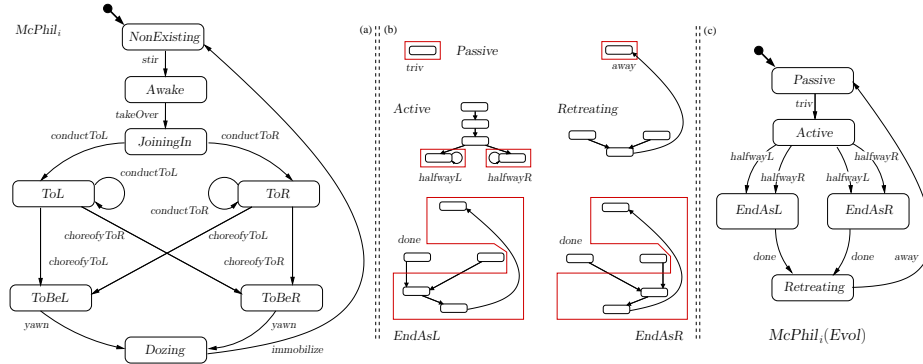 McPhil_i
(a)
NonExisting
stir
Awake
takeOver
JoiningIn
conductToL
conductToR
conductToL
ToL
ToR
conductToR
choreofyToR
choreofyToL
choreofyToL
choreofyToR
ToBeL
ToBeR
yawn
yawn
Dozing
immobilize
(b)
Passive
triv
away
Active
Retreating
halfwayL
halfwayR
done
done
EndAsL
EndAsR
(c)
Passive
triv
Active
halfwayL
halfwayR
halfwayL
halfwayR
EndAsL
EndAsR
done
done
away
Retreating
McPhil_i(Evol)